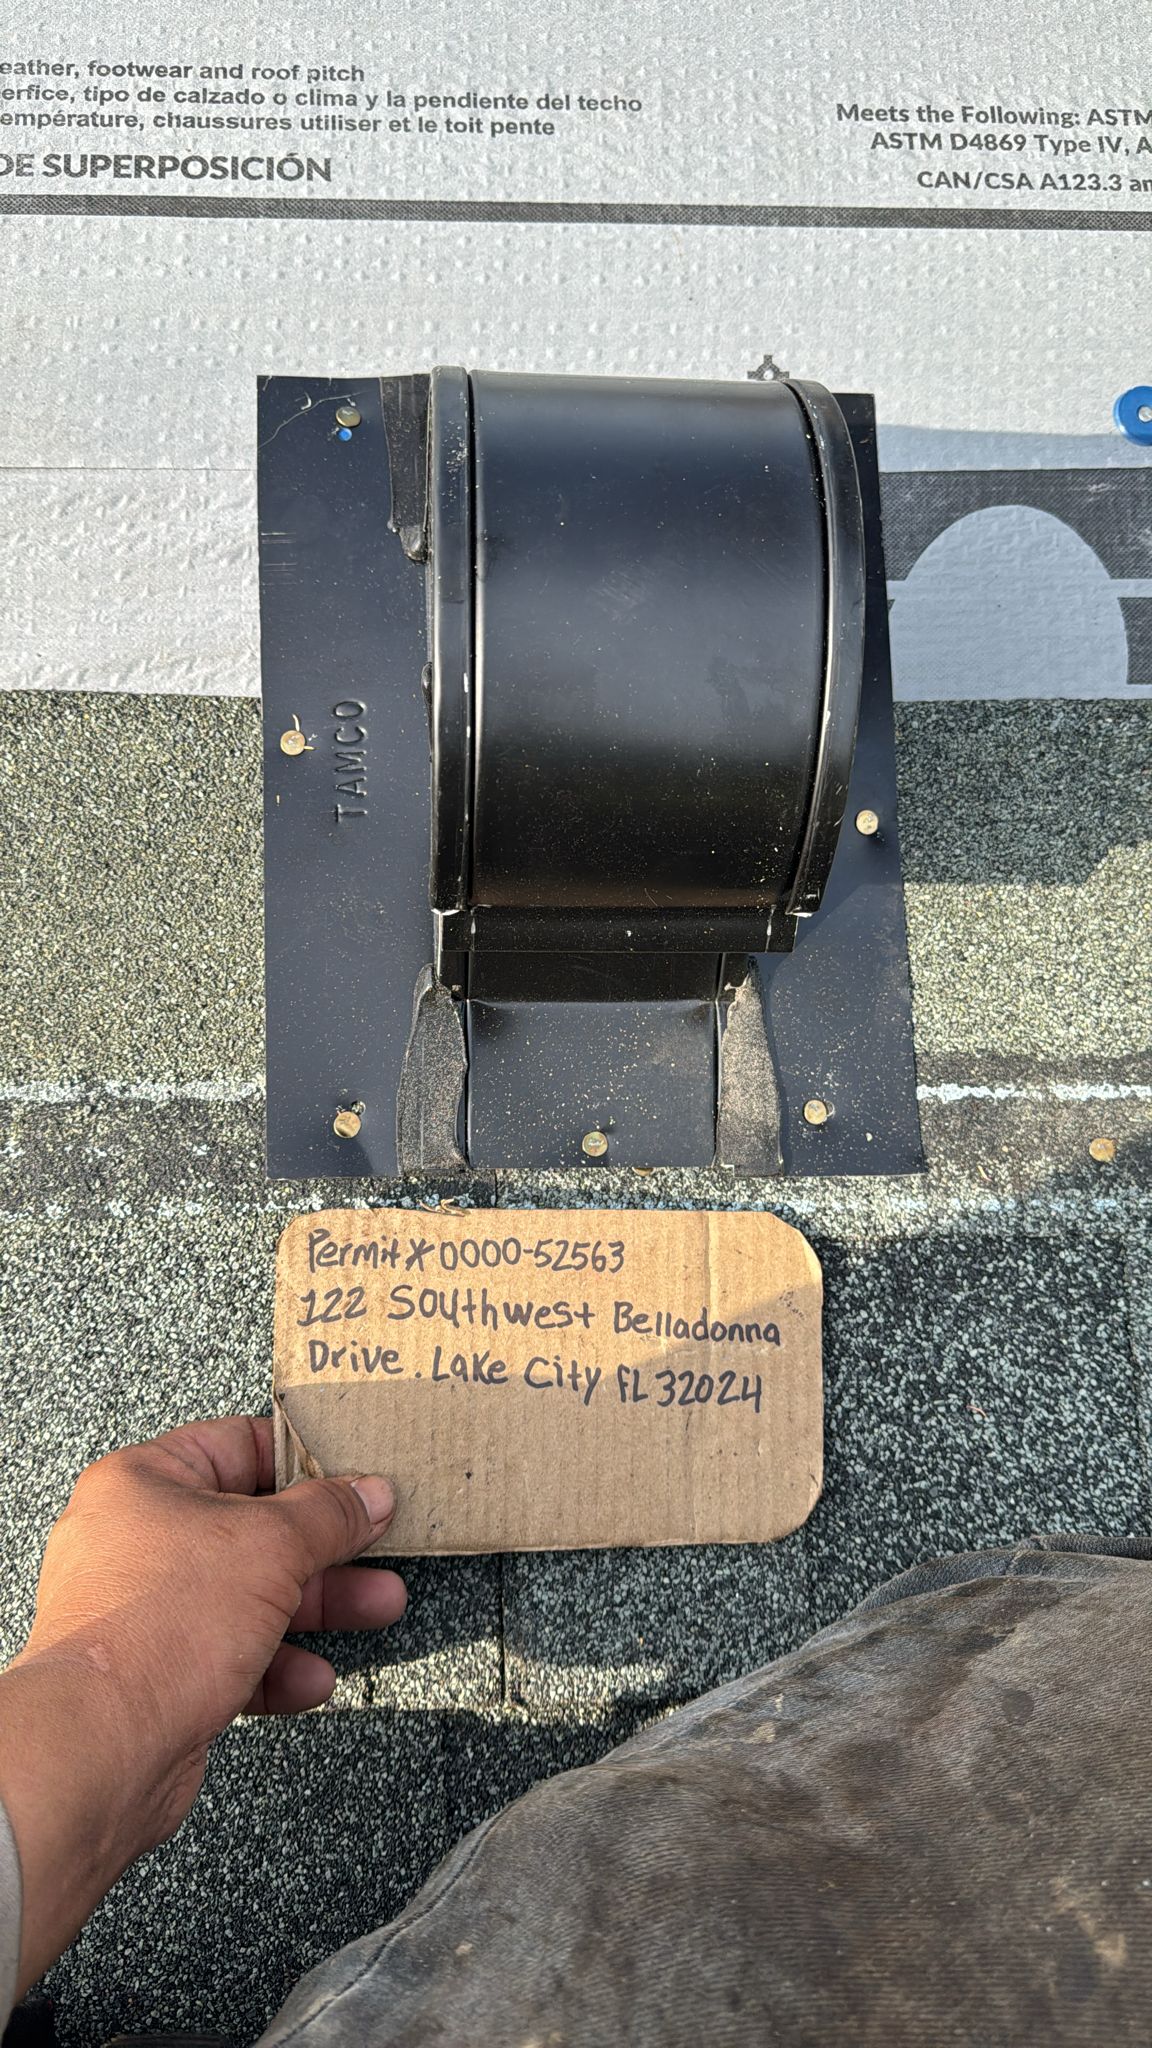 eather, footwear and roof pitch
erfice, tipo de calzado o clima y la pendiente del techo
empérature, chaussures utiliser et le toit pente
DE SUPERPOSICIÓN
Meets the Following: ASTM
ASTM D4869 Type IV, A
CAN/CSA A123.3 an
TAMCO
Permit # 0000-52563
122 Southwest Belladonna
Drive. Lake City FL 32024